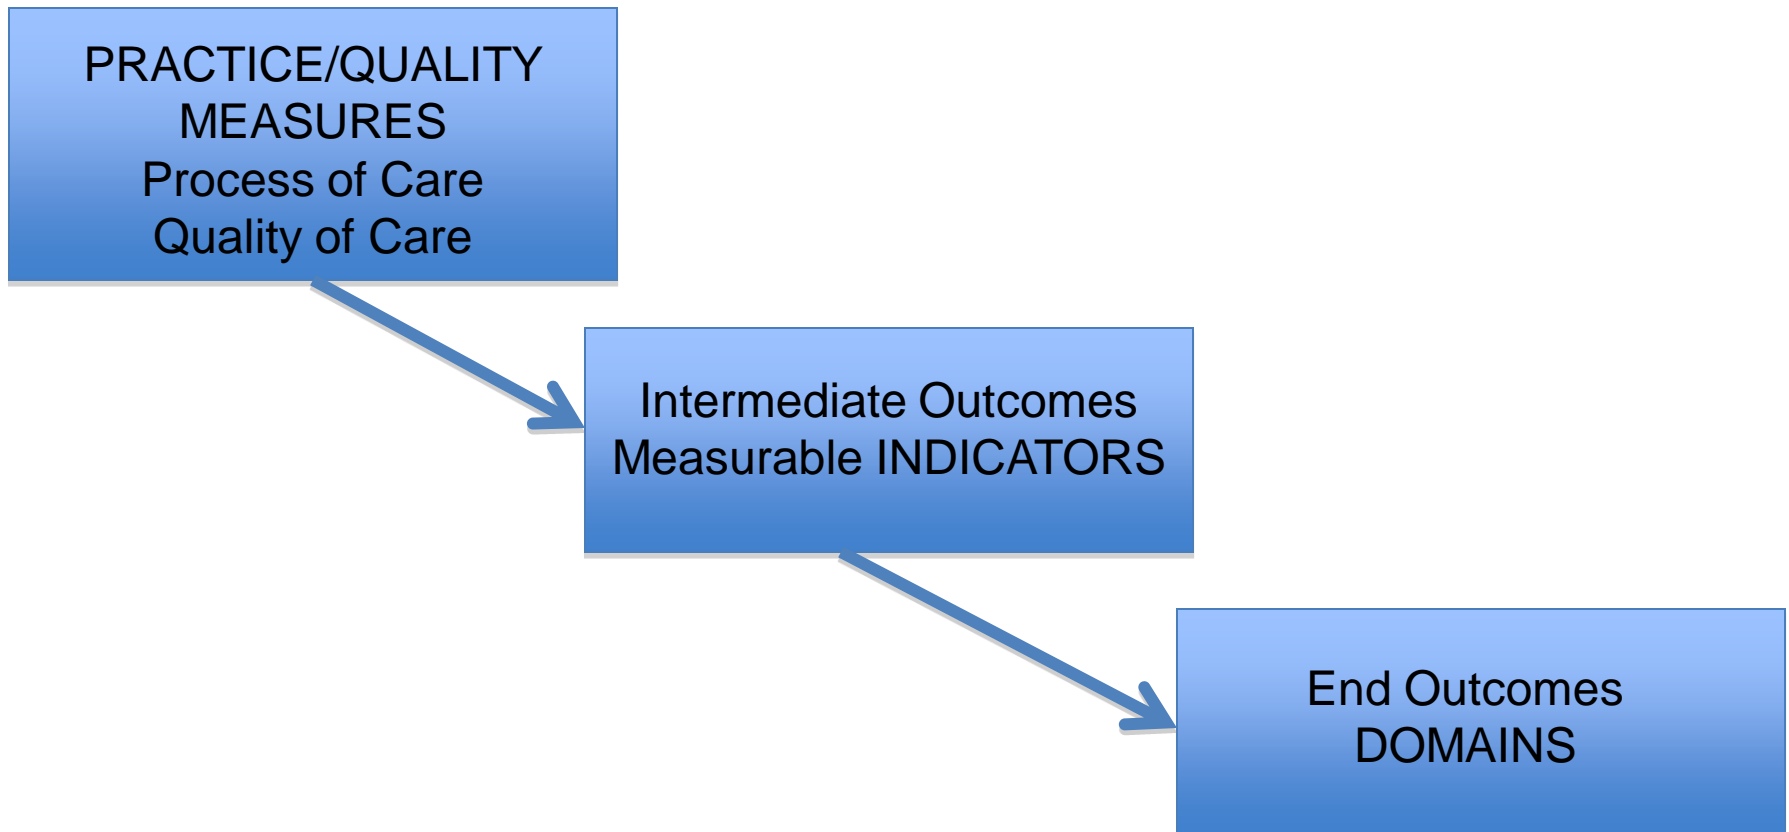 PRACTICE/QUALITY
MEASURES
Process of Care
Quality of Care
Intermediate Outcomes
Measurable INDICATORS
End Outcomes
DOMAINS